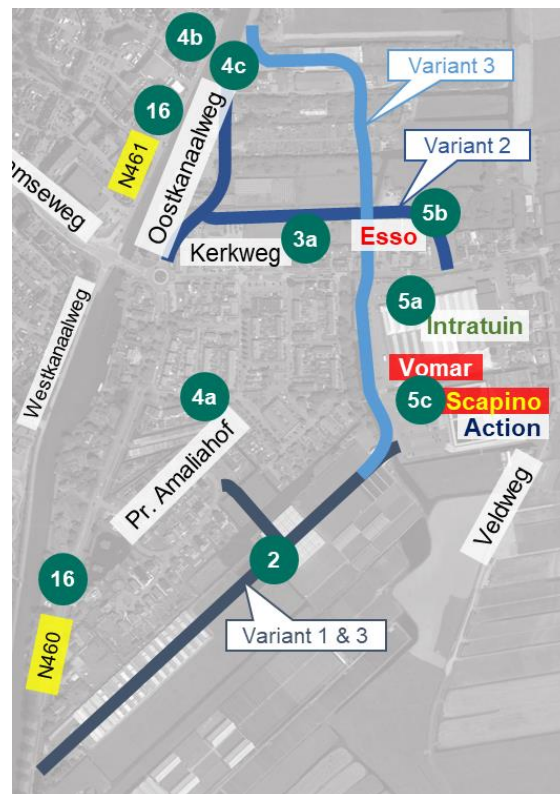 4b
4c
Variant 3
16
N461
Oostkanaalweg
Variant 2
mseweg
5b
3a
Esso
Kerkweg
5a
Intratuin
Westkanaalweg
Vomar
4a
5c
Scapino
Action
Pr. Amaliahof
Veldweg
2
16
Variant 1 & 3
N460